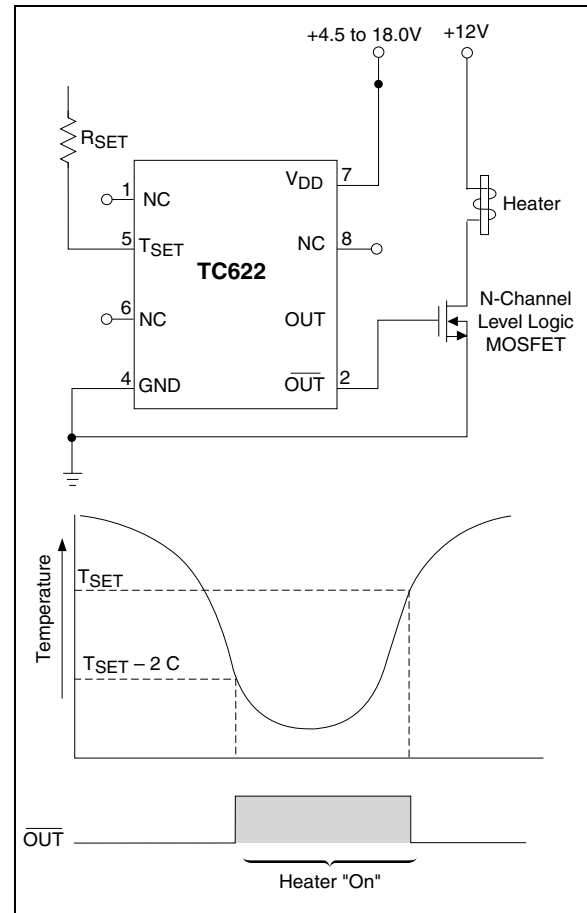 +4.5 to 18.0V
+12V
RSET
1
NC
VDD
7
5
TSET
NC
8
TC622
Heater
6
NC
OUT
N-Channel
Level Logic
MOSFET
4
GND
OUT
2
Temperature
TSET
TSET – 2 C
OUT
Heater "On"